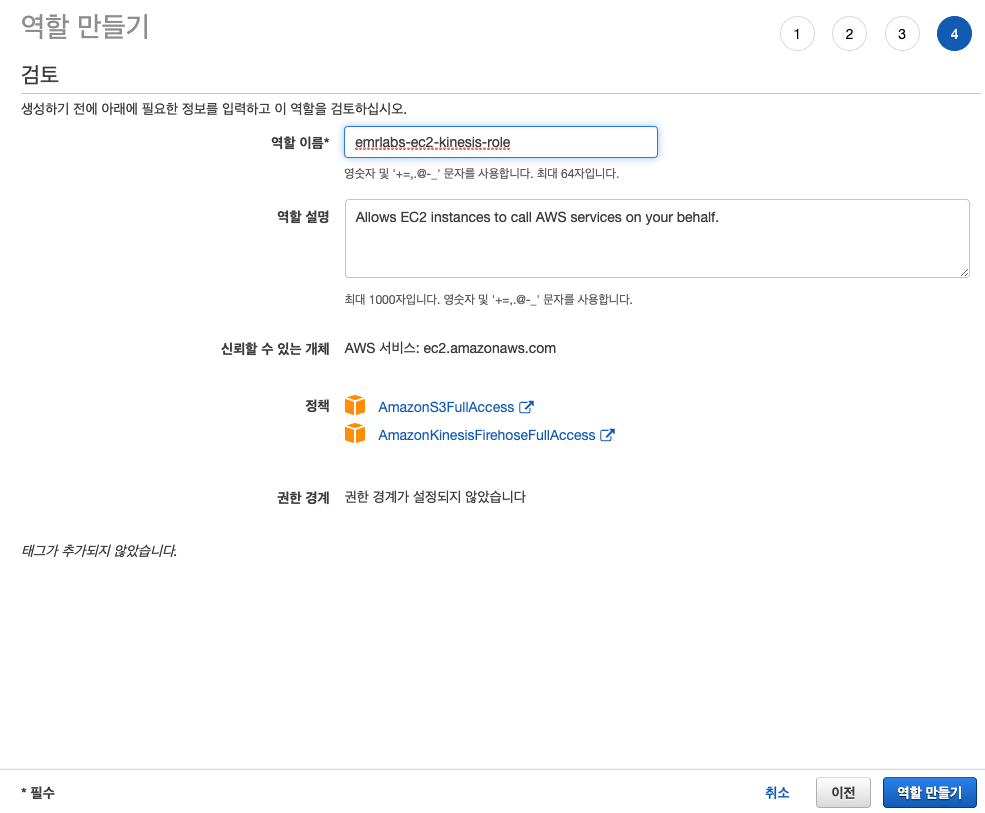 역할 만들기
1 2 3 4
검토
생성하기 전에 아래에 필요한 정보를 입력하고 이 역할을 검토하십시오.
역할 이름* emrlabs-ec2-kinesis-role
영숫자 및 '+=,.@-_' 문자를 사용합니다. 최대 64자입니다.
역할 설명 Allows EC2 instances to call AWS services on your behalf.
최대 1000자입니다. 영숫자 및 '+=,.@-_' 문자를 사용합니다.
신뢰할 수 있는 개체 AWS 서비스: ec2.amazonaws.com
정책 AmazonS3FullAccess
AmazonKinesisFirehoseFullAccess
권한 경계 권한 경계가 설정되지 않았습니다
태그가 추가되지 않았습니다.
* 필수 취소 이전 역할 만들기